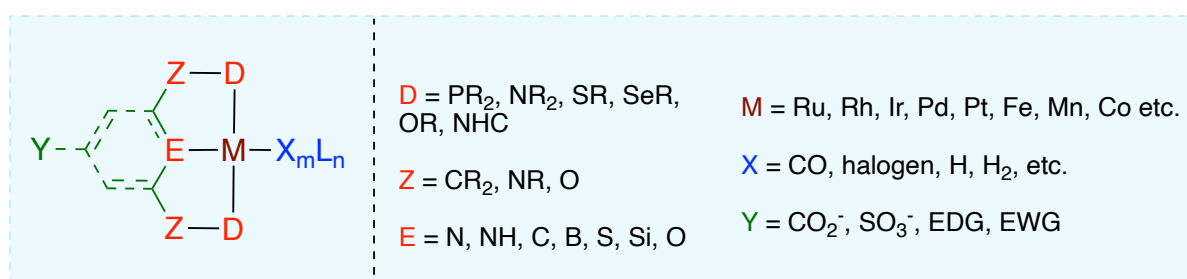 Z—D
Y
E
M
XₘLₙ
Z—D
D = PR₂, NR₂, SR, SeR,
OR, NHC
Z = CR₂, NR, O
E = N, NH, C, B, S, Si, O
M = Ru, Rh, Ir, Pd, Pt, Fe, Mn, Co etc.
X = CO, halogen, H, H₂, etc.
Y = CO₂⁻, SO₃⁻, EDG, EWG